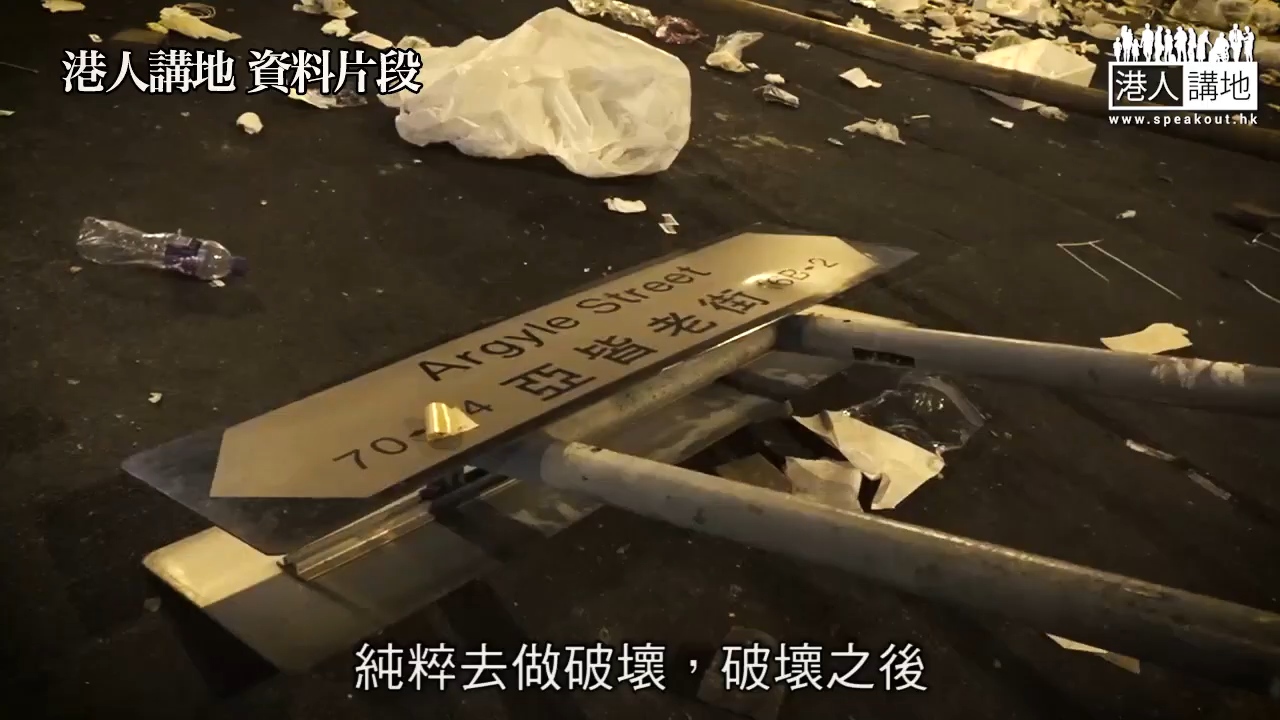 港人講地 資料片段
港人講地
www.speakout.hk
Argyle Street
亞皆老街
純粹去做破壞，破壞之後